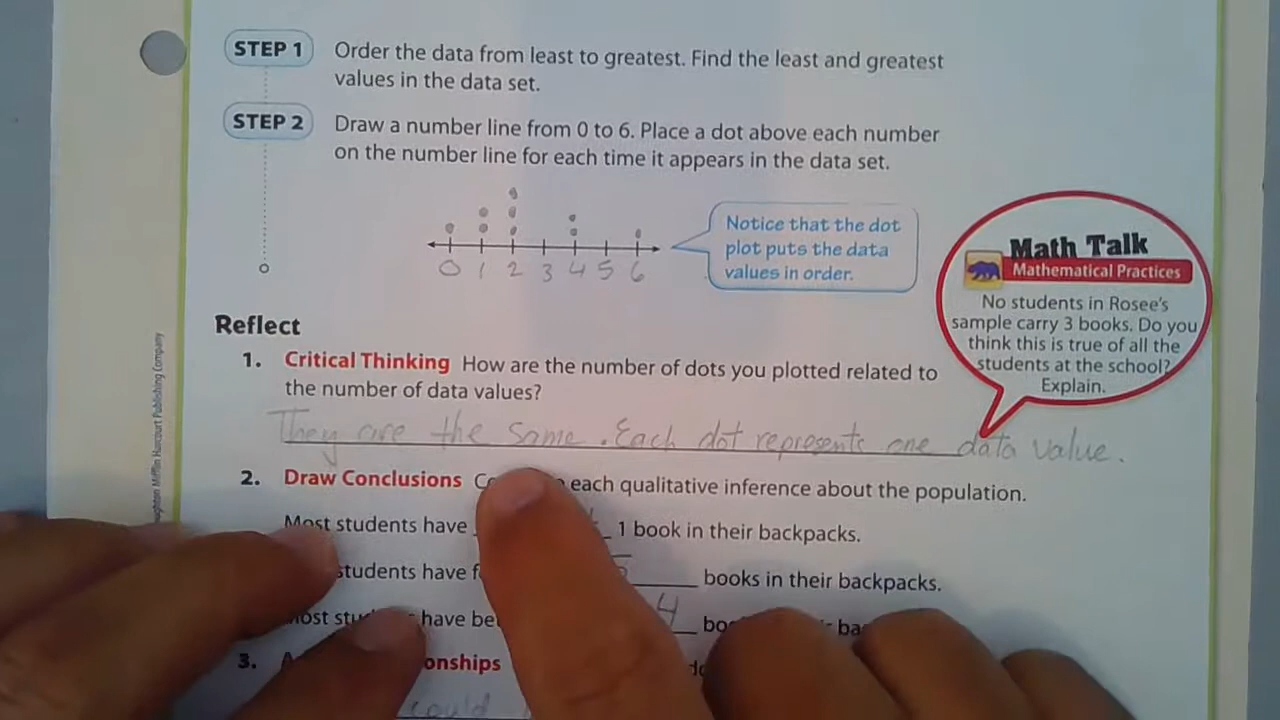 STEP 1 Order the data from least to greatest. Find the least and greatest
values in the data set.
STEP 2 Draw a number line from 0 to 6. Place a dot above each number
on the number line for each time it appears in the data set.
0 1 2 3 4 5 6
Notice that the dot
plot puts the data
values in order.
Math Talk
Mathematical Practices
No students in Rosee's
sample carry 3 books. Do you
think this is true of all the
students at the school?
Explain.
Reflect
1. Critical Thinking How are the number of dots you plotted related to
the number of data values?
They are the same. Each dot represents one data value.
2. Draw Conclusions each qualitative inference about the population.
Most students have 1 book in their backpacks.
students have books in their backpacks.
Most have 4
3.
could
Houghton Mifflin Harcourt Publishing Company